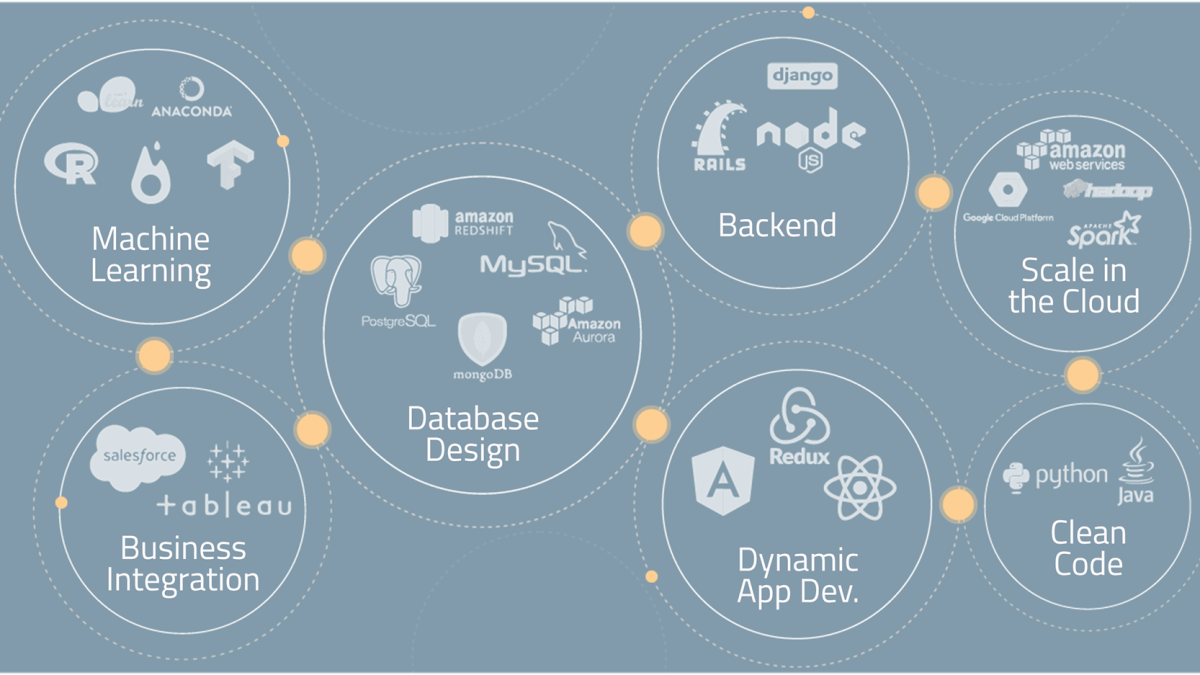 learn
ANACONDA
R
Machine
Learning
salesforce
+ableau
Business
Integration
amazon
REDSHIFT
MySQL
PostgreSQL
Amazon
Aurora
mongoDB
Database
Design
django
RAILS
node
JS
Backend
Redux
A
Dynamic
App Dev.
amazon
web services
Google Cloud Platform
hadoop
APACHE
Spark
Scale in
the Cloud
python
Java
Clean
Code